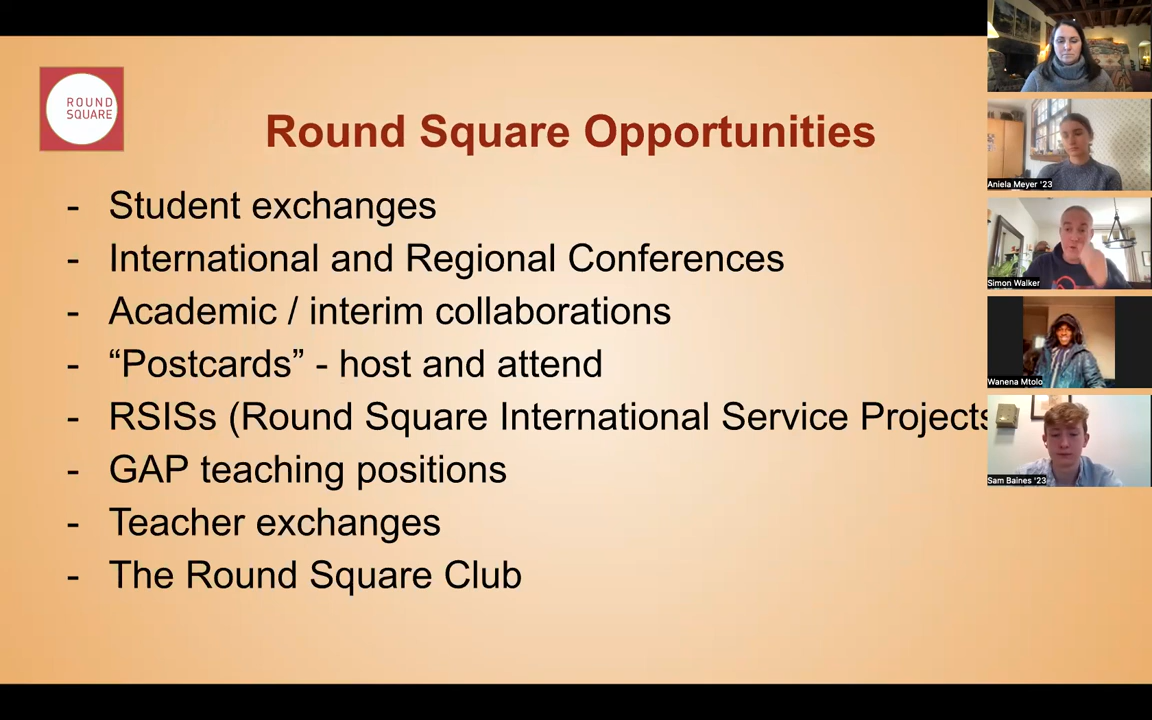 ROUND
SQUARE
Round Square Opportunities
- Student exchanges
- International and Regional Conferences
- Academic / interim collaborations
- “Postcards” - host and attend
- RSISs (Round Square International Service Projects
- GAP teaching positions
- Teacher exchanges
- The Round Square Club
Aniela Meyer '23
Simon Walker
Wanena Mtolo
Sam Baines '23